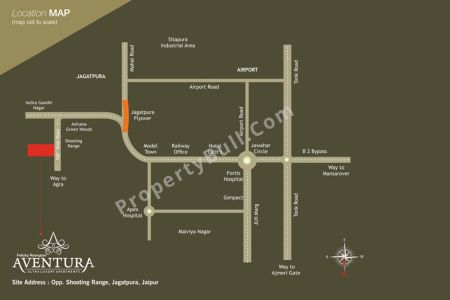 Location MAP
(map not to scale)
Sitapura
Industrial Area
Mahal Road
JAGATPURA
AIRPORT
Tonk Road
Airport Road
Indira Gandhi
Nagar
Jagatpura
Flyover
Airport Road
Ashiana
Green Woods
Shooting
Range
Model
Town
Railway
Office
Jawahar
Circle
B 2 Bypass
Way to
Agra
Fortis
Hospital
Way to
Mansarover
Genpact
Apex
Hospital
JLN Marg
Tonk Road
Malviya Nagar
Way to
Ajmeri Gate
PropertyBull.Com
AVENTURA
ULTRA LUXURY APARTMENTS
Site Address : Opp. Shooting Range, Jagatpura, Jaipur